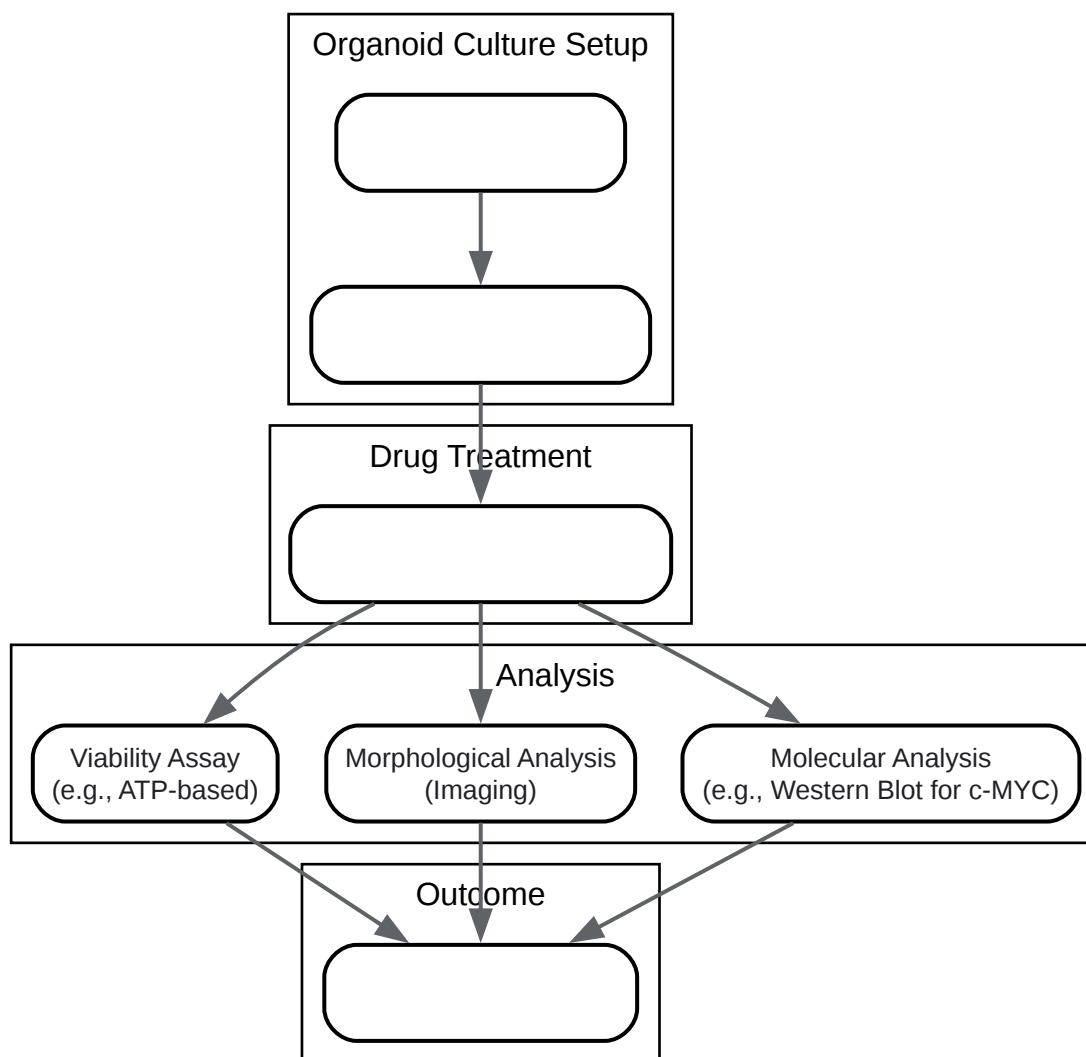 Organoid Culture Setup
Drug Treatment
Analysis
Viability Assay
(e.g., ATP-based)
Morphological Analysis
(Imaging)
Molecular Analysis
(e.g., Western Blot for c-MYC)
Outcome